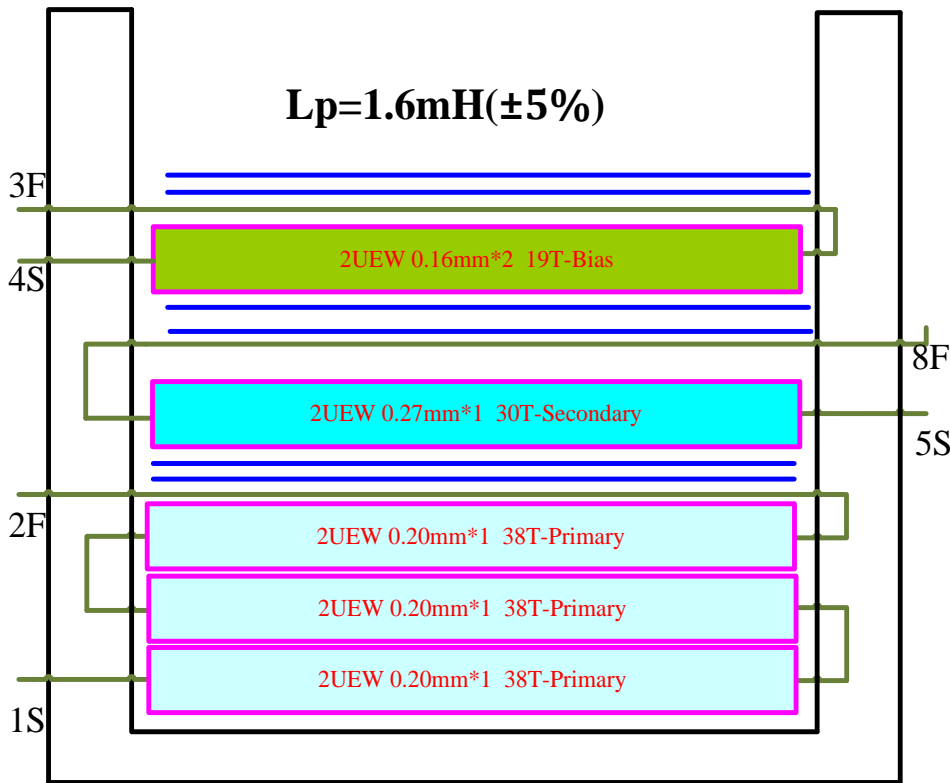 Lp=1.6mH(±5%)
3F
2UEW 0.16mm*2 19T-Bias
4S
8F
2UEW 0.27mm*1 30T-Secondary
5S
2F
2UEW 0.20mm*1 38T-Primary
2UEW 0.20mm*1 38T-Primary
2UEW 0.20mm*1 38T-Primary
1S